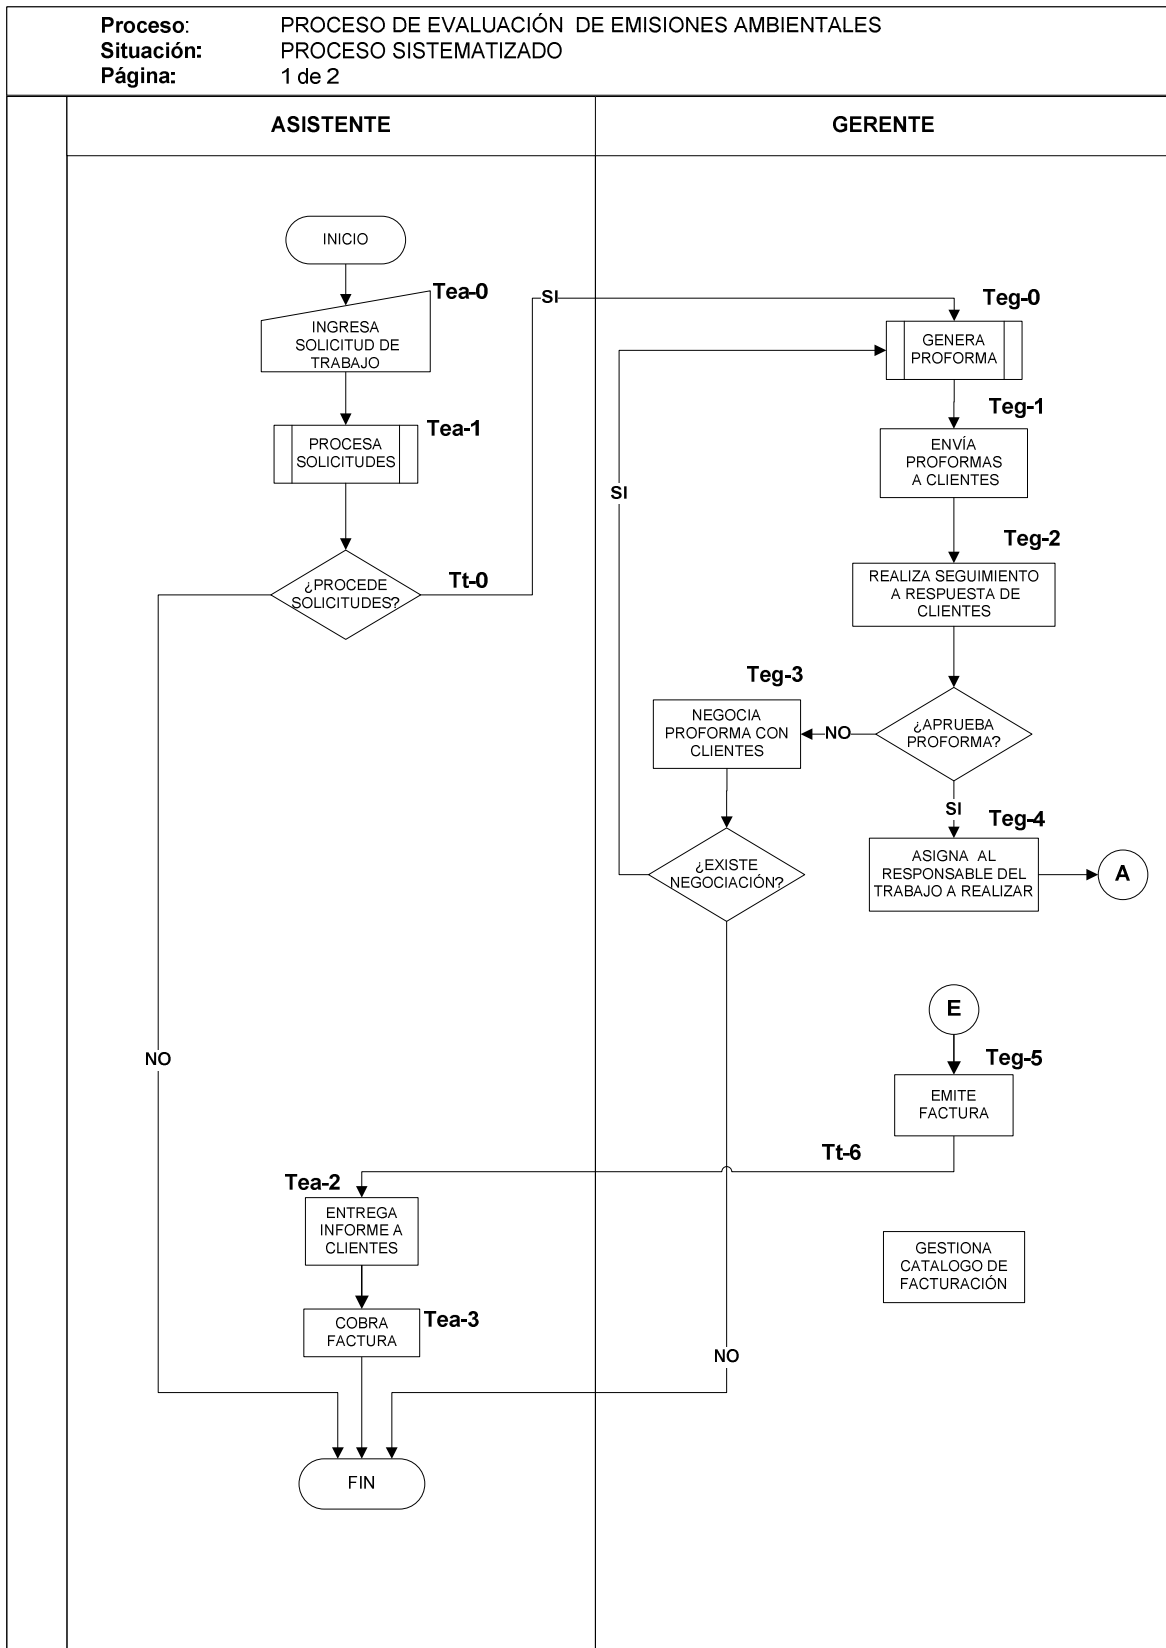 Proceso: PROCESO DE EVALUACIÓN DE EMISIONES AMBIENTALES
Situación: PROCESO SISTEMATIZADO
Página: 1 de 2
ASISTENTE
GERENTE
INICIO
Tea-0
INGRESA
SOLICITUD DE
TRABAJO
Tea-1
PROCESA
SOLICITUDES
¿PROCEDE
SOLICITUDES?
Tt-0
SI
NO
Teg-0
GENERA
PROFORMA
Teg-1
ENVÍA
PROFORMAS
A CLIENTES
Teg-2
REALIZA SEGUIMIENTO
A RESPUESTA DE
CLIENTES
¿APRUEBA
PROFORMA?
NO
Teg-3
NEGOCIA
PROFORMA CON
CLIENTES
SI
¿EXISTE
NEGOCIACIÓN?
SI
Teg-4
ASIGNA AL
RESPONSABLE DEL
TRABAJO A REALIZAR
A
E
Teg-5
EMITE
FACTURA
Tt-6
Tea-2
ENTREGA
INFORME A
CLIENTES
GESTIONA
CATALOGO DE
FACTURACIÓN
Tea-3
COBRA
FACTURA
NO
FIN